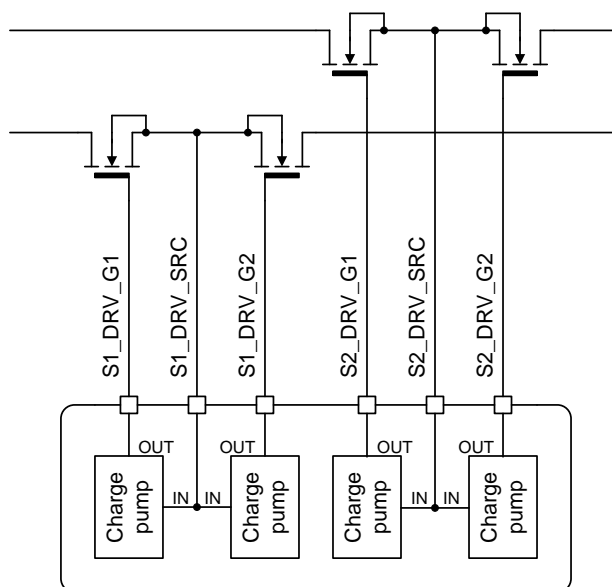 S1_DRV_G1
S1_DRV_SRC
S1_DRV_G2
S2_DRV_G1
S2_DRV_SRC
S2_DRV_G2
OUT
OUT
OUT
OUT
Charge
pump
IN
IN
Charge
pump
Charge
pump
IN
IN
Charge
pump